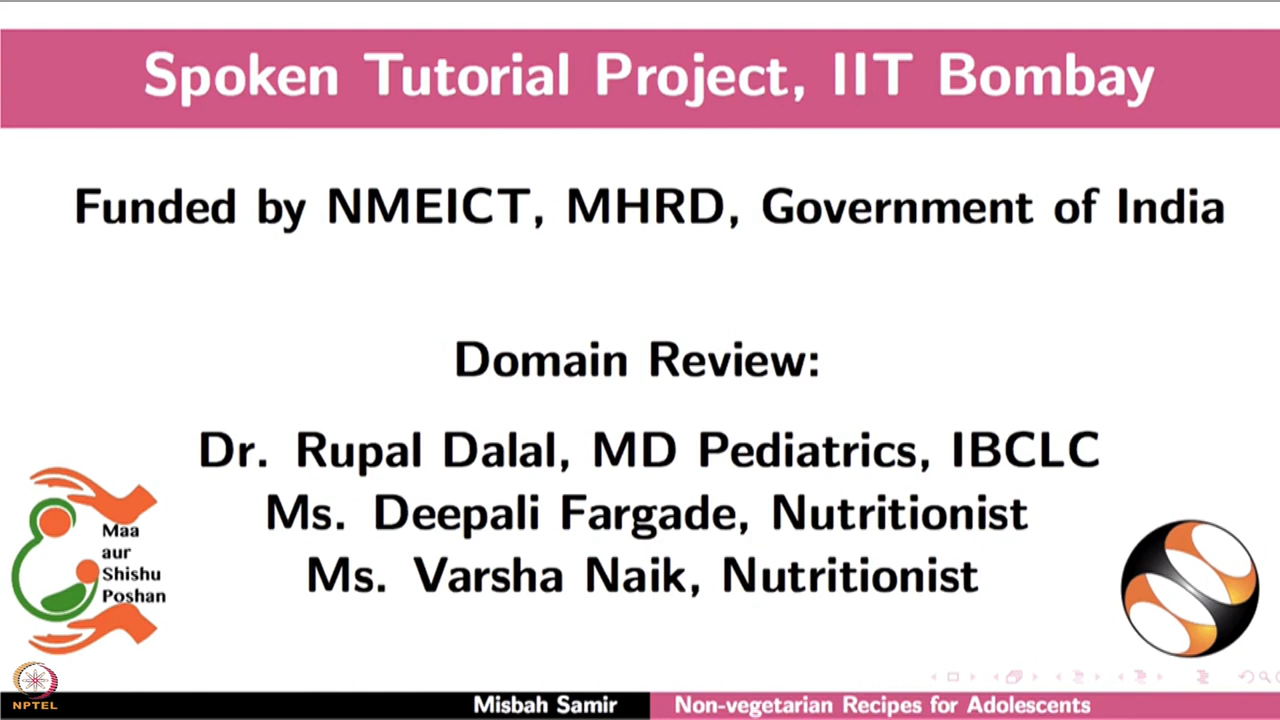 Spoken Tutorial Project, IIT Bombay
Funded by NMEICT, MHRD, Government of India
Domain Review:
Dr. Rupal Dalal, MD Pediatrics, IBCLC
Ms. Deepali Fargade, Nutritionist
Ms. Varsha Naik, Nutritionist
Maa
aur
Shishu
Poshan
NPTEL
Misbah Samir
Non-vegetarian Recipes for Adolescents